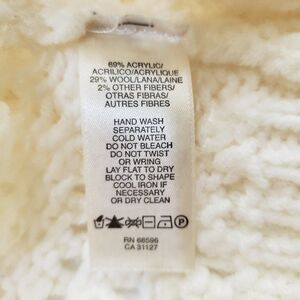 69% ACRYLIC/
ACRILICO/ACRYLIQUE
29% WOOL/LANA/LAINE
2% OTHER FIBERS/
OTRAS FIBRAS/
AUTRES FIBRES
HAND WASH
SEPARATELY
COLD WATER
DO NOT BLEACH
DO NOT TWIST
OR WRING
LAY FLAT TO DRY
BLOCK TO SHAPE
COOL IRON IF
NECESSARY
OR DRY CLEAN
P
RN 68596
CA 31127